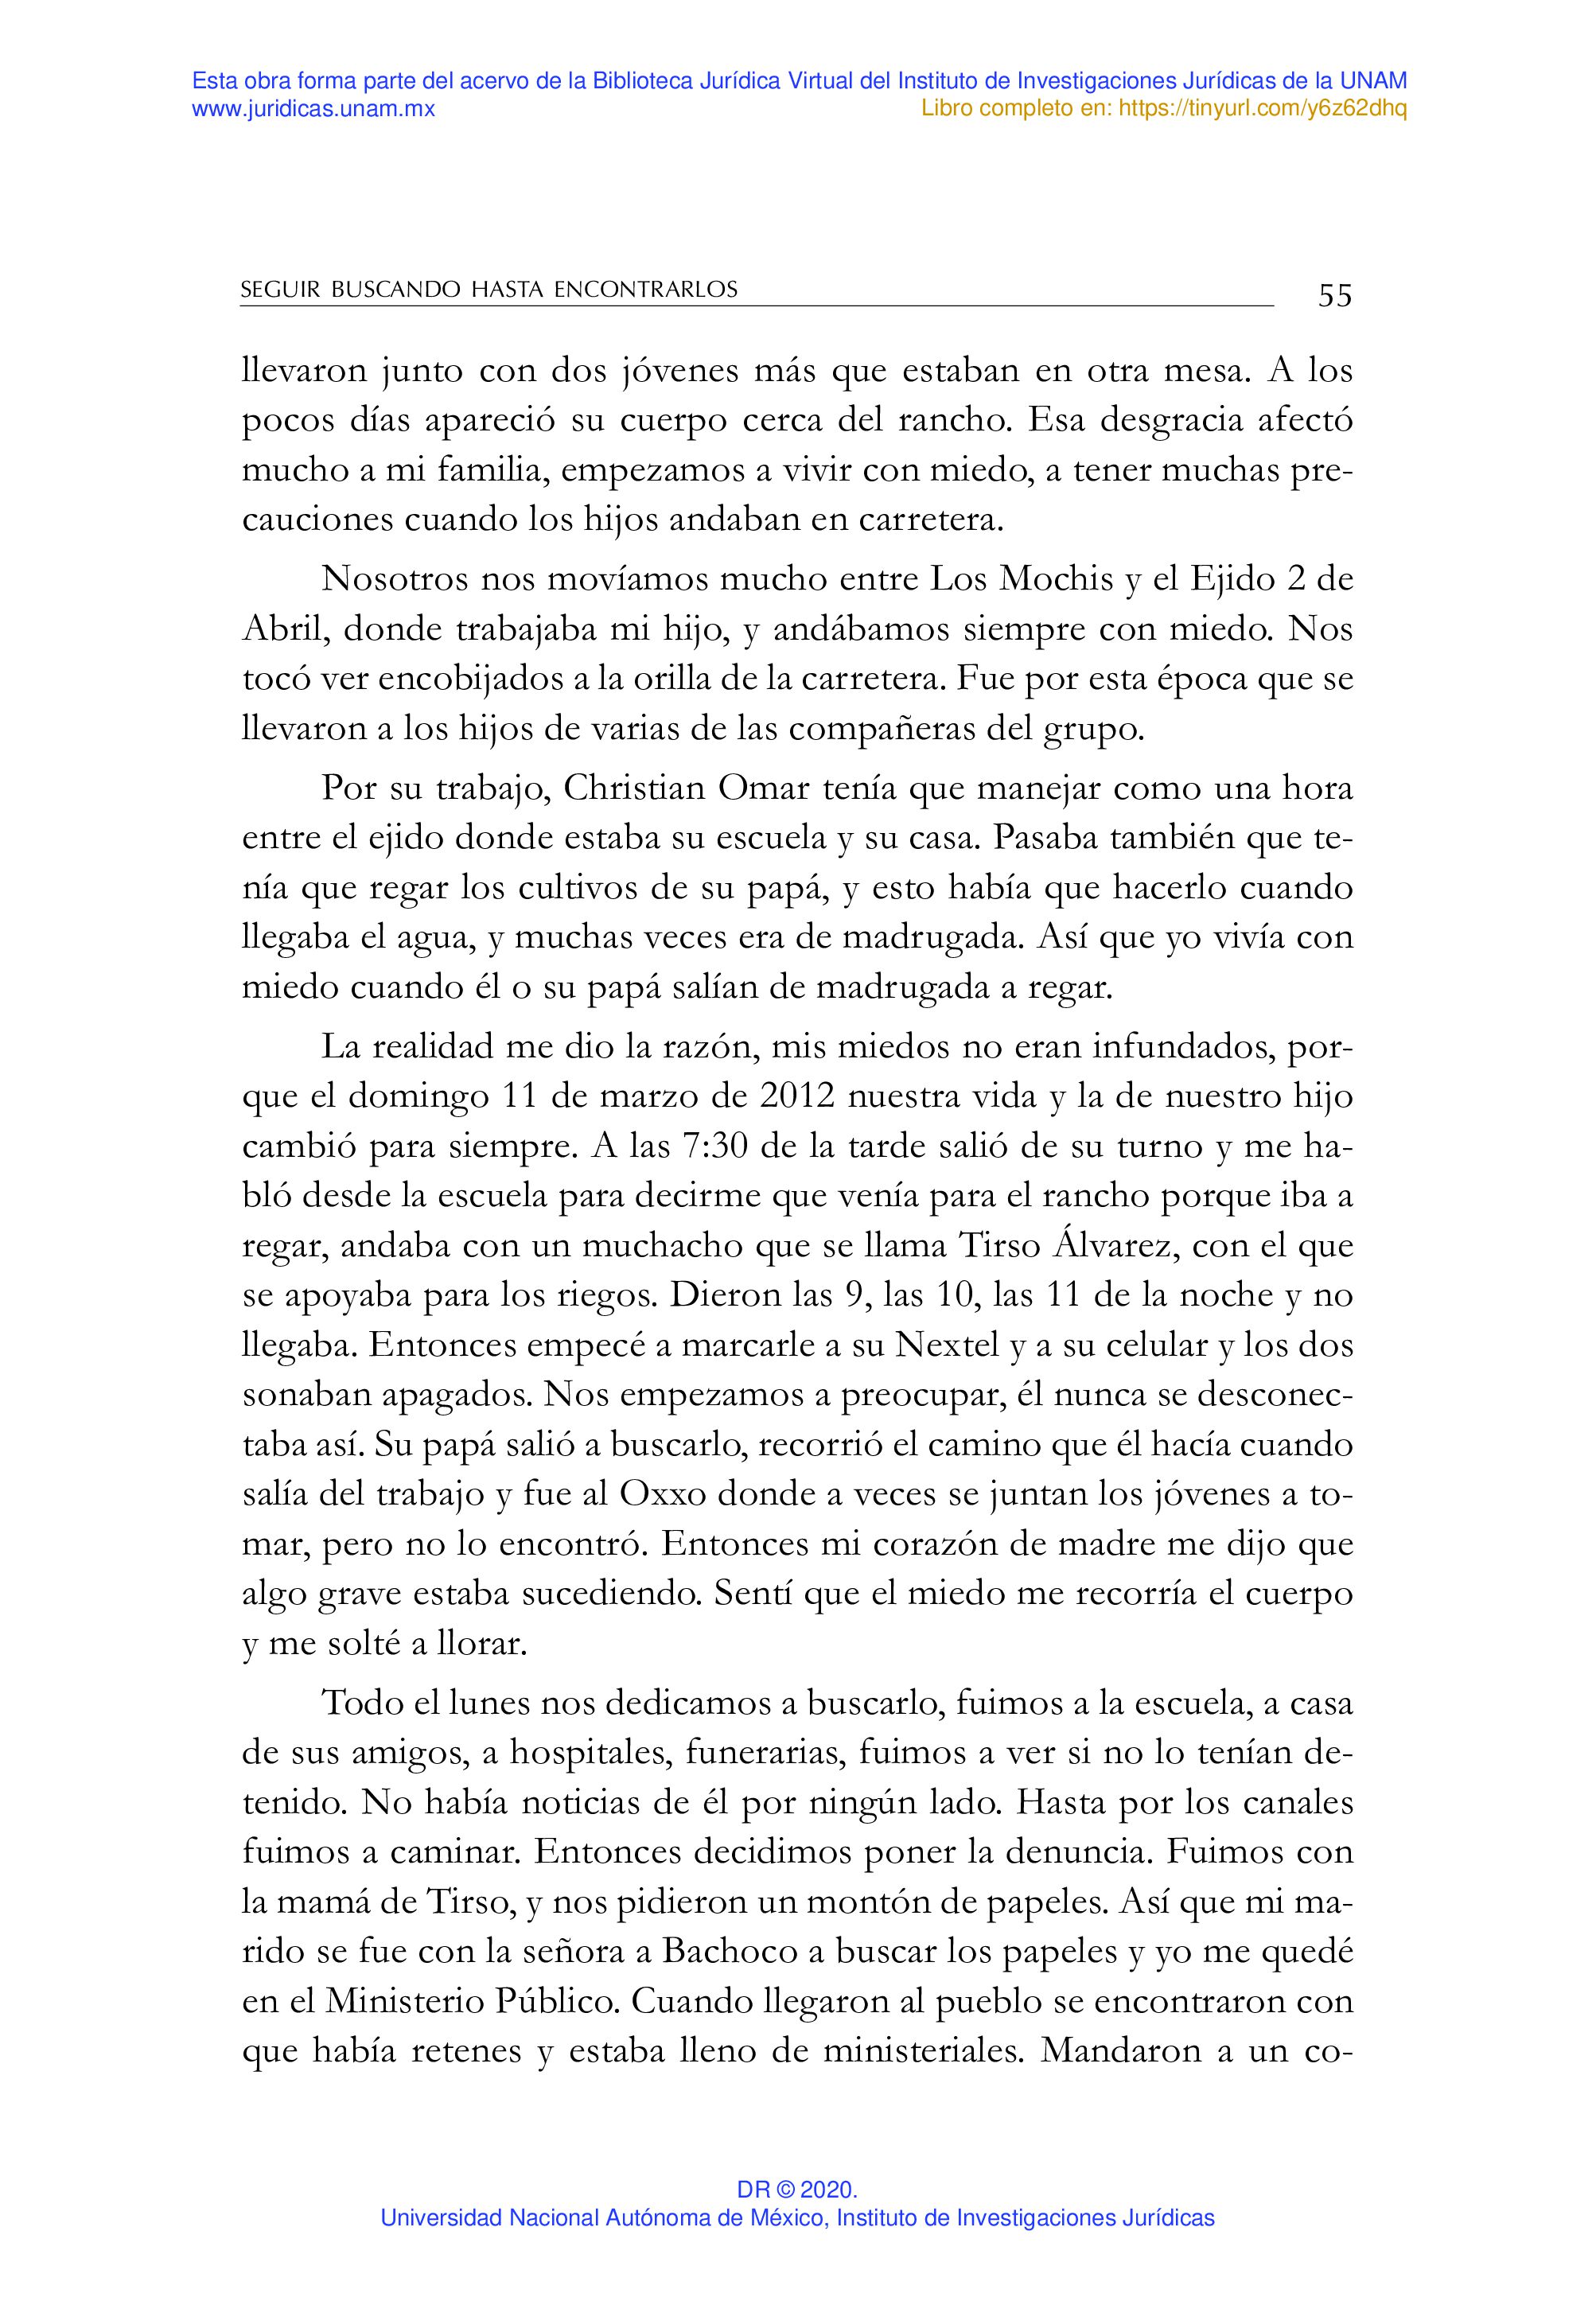 Esta obra forma parte del acervo de la Biblioteca Jurídica Virtual del Instituto de Investigaciones Jurídicas de la UNAM
www.juridicas.unam.mx
Libro completo en: https://tinyurl.com/y6z62dhq
SEGUIR BUSCANDO HASTA ENCONTRARLOS
55
llevaron junto con dos jóvenes más que estaban en otra mesa. A los
pocos días apareció su cuerpo cerca del rancho. Esa desgracia afectó
mucho a mi familia, empezamos a vivir con miedo, a tener muchas pre-
cauciones cuando los hijos andaban en carretera.
Nosotros nos movíamos mucho entre Los Mochis y el Ejido 2 de
Abril, donde trabajaba mi hijo, y andábamos siempre con miedo. Nos
tocó ver encobijados a la orilla de la carretera. Fue por esta época que se
llevaron a los hijos de varias de las compañeras del grupo.
Por su trabajo, Christian Omar tenía que manejar como una hora
entre el ejido donde estaba su escuela y su casa. Pasaba también que te-
nía que regar los cultivos de su papá, y esto había que hacerlo cuando
llegaba el agua, y muchas veces era de madrugada. Así que yo vivía con
miedo cuando él o su papá salían de madrugada a regar.
La realidad me dio la razón, mis miedos no eran infundados, por-
que el domingo 11 de marzo de 2012 nuestra vida y la de nuestro hijo
cambió para siempre. A las 7:30 de la tarde salió de su turno y me ha-
bló desde la escuela para decirme que venía para el rancho porque iba a
regar, andaba con un muchacho que se llama Tirso Álvarez, con el que
se apoyaba para los riegos. Dieron las 9, las 10, las 11 de la noche y no
llegaba. Entonces empecé a marcarle a su Nextel y a su celular y los dos
sonaban apagados. Nos empezamos a preocupar, él nunca se desconec-
taba así. Su papá salió a buscarlo, recorrió el camino que él hacía cuando
salía del trabajo y fue al Oxxo donde a veces se juntan los jóvenes a to-
mar, pero no lo encontró. Entonces mi corazón de madre me dijo que
algo grave estaba sucediendo. Sentí que el miedo me recorría el cuerpo
y me solté a llorar.
Todo el lunes nos dedicamos a buscarlo, fuimos a la escuela, a casa
de sus amigos, a hospitales, funerarias, fuimos a ver si no lo tenían de-
tenido. No había noticias de él por ningún lado. Hasta por los canales
fuimos a caminar. Entonces decidimos poner la denuncia. Fuimos con
la mamá de Tirso, y nos pidieron un montón de papeles. Así que mi ma-
rido se fue con la señora a Bachoco a buscar los papeles y yo me quedé
en el Ministerio Público. Cuando llegaron al pueblo se encontraron con
que había retenes y estaba lleno de ministeriales. Mandaron a un co-
DR © 2020.
Universidad Nacional Autónoma de México, Instituto de Investigaciones Jurídicas